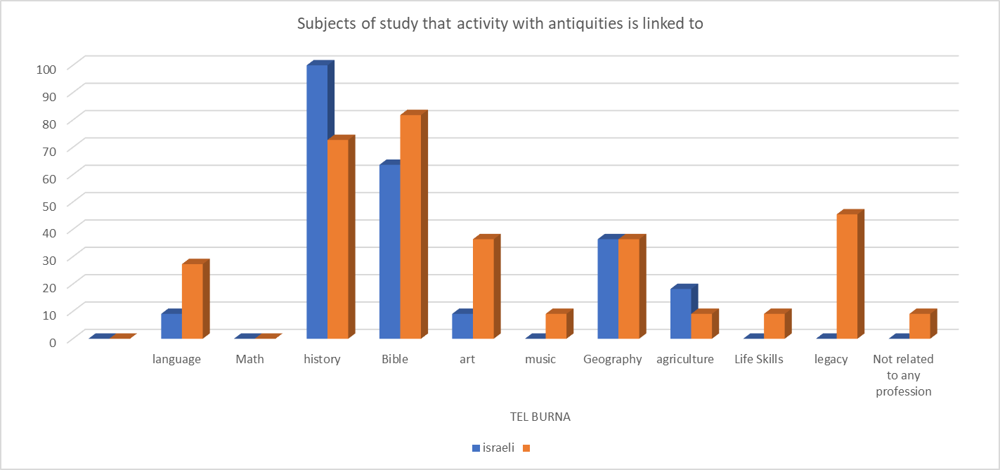 Subjects of study that activity with antiquities is linked to
100
90
80
70
60
50
40
30
20
10
0
language Math history Bible art music Geography agriculture Life Skills legacy Not related
to any
profession
TEL BURNA
israeli